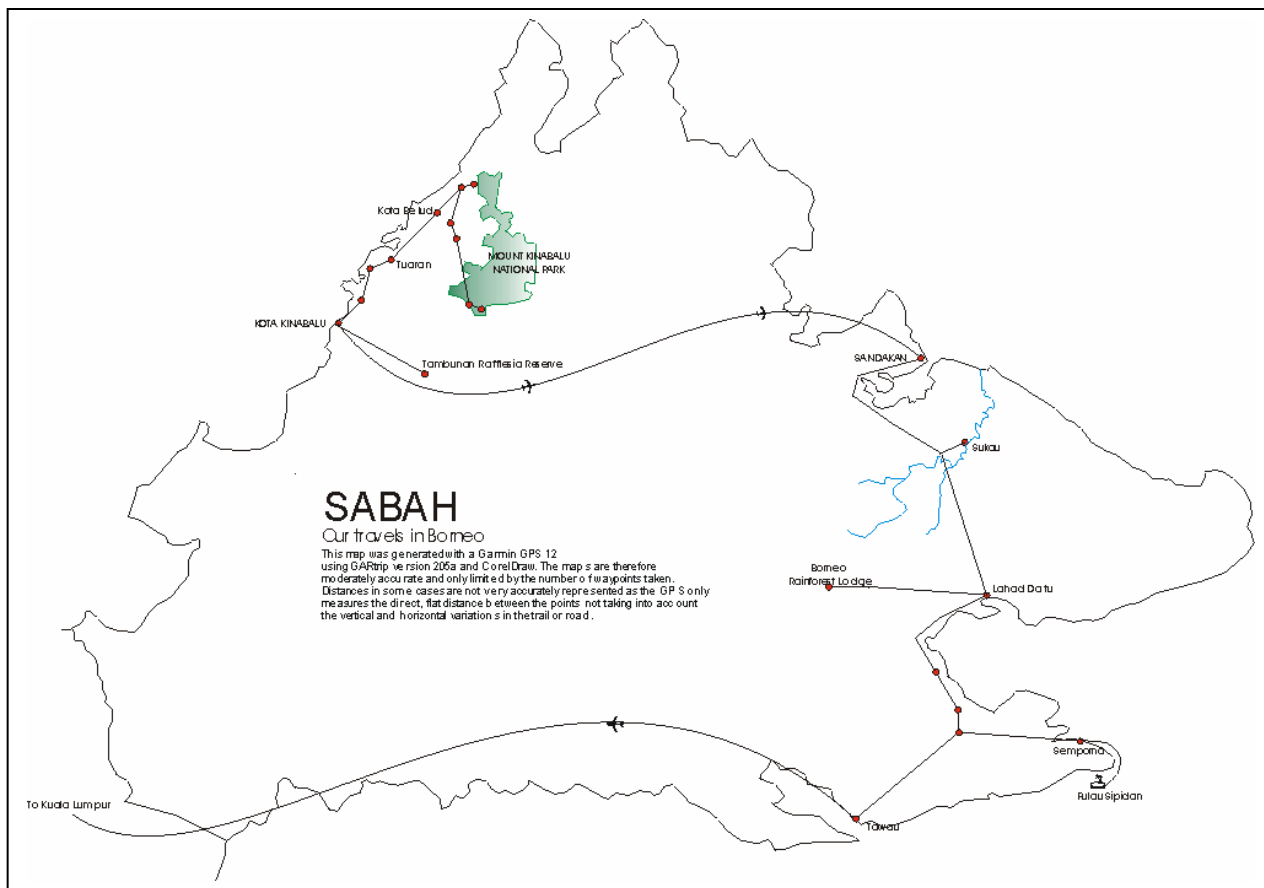 Kota Belud
MOUNT KINABALU
NATIONAL PARK
Tuaran
KOTA KINABALU
Tambunan Rafflesia Reserve
SANDAKAN
Sukau
SABAH
Our travels in Borneo
This map was generated with a Garmin GPS 12
using GARtrip version 205a and CorelDraw. The maps are therefore
moderately accurate and only limited by the number of waypoints taken.
Distances in some cases are not very accurately represented as the GPS only
measures the direct, flat distance between the points not taking into account
the vertical and horizontal variations in the trail or road.
Borneo
Rainforest Lodge
Lahad Datu
Semporna
Pulau Sipidan
To Kuala Lumpur
Tawau